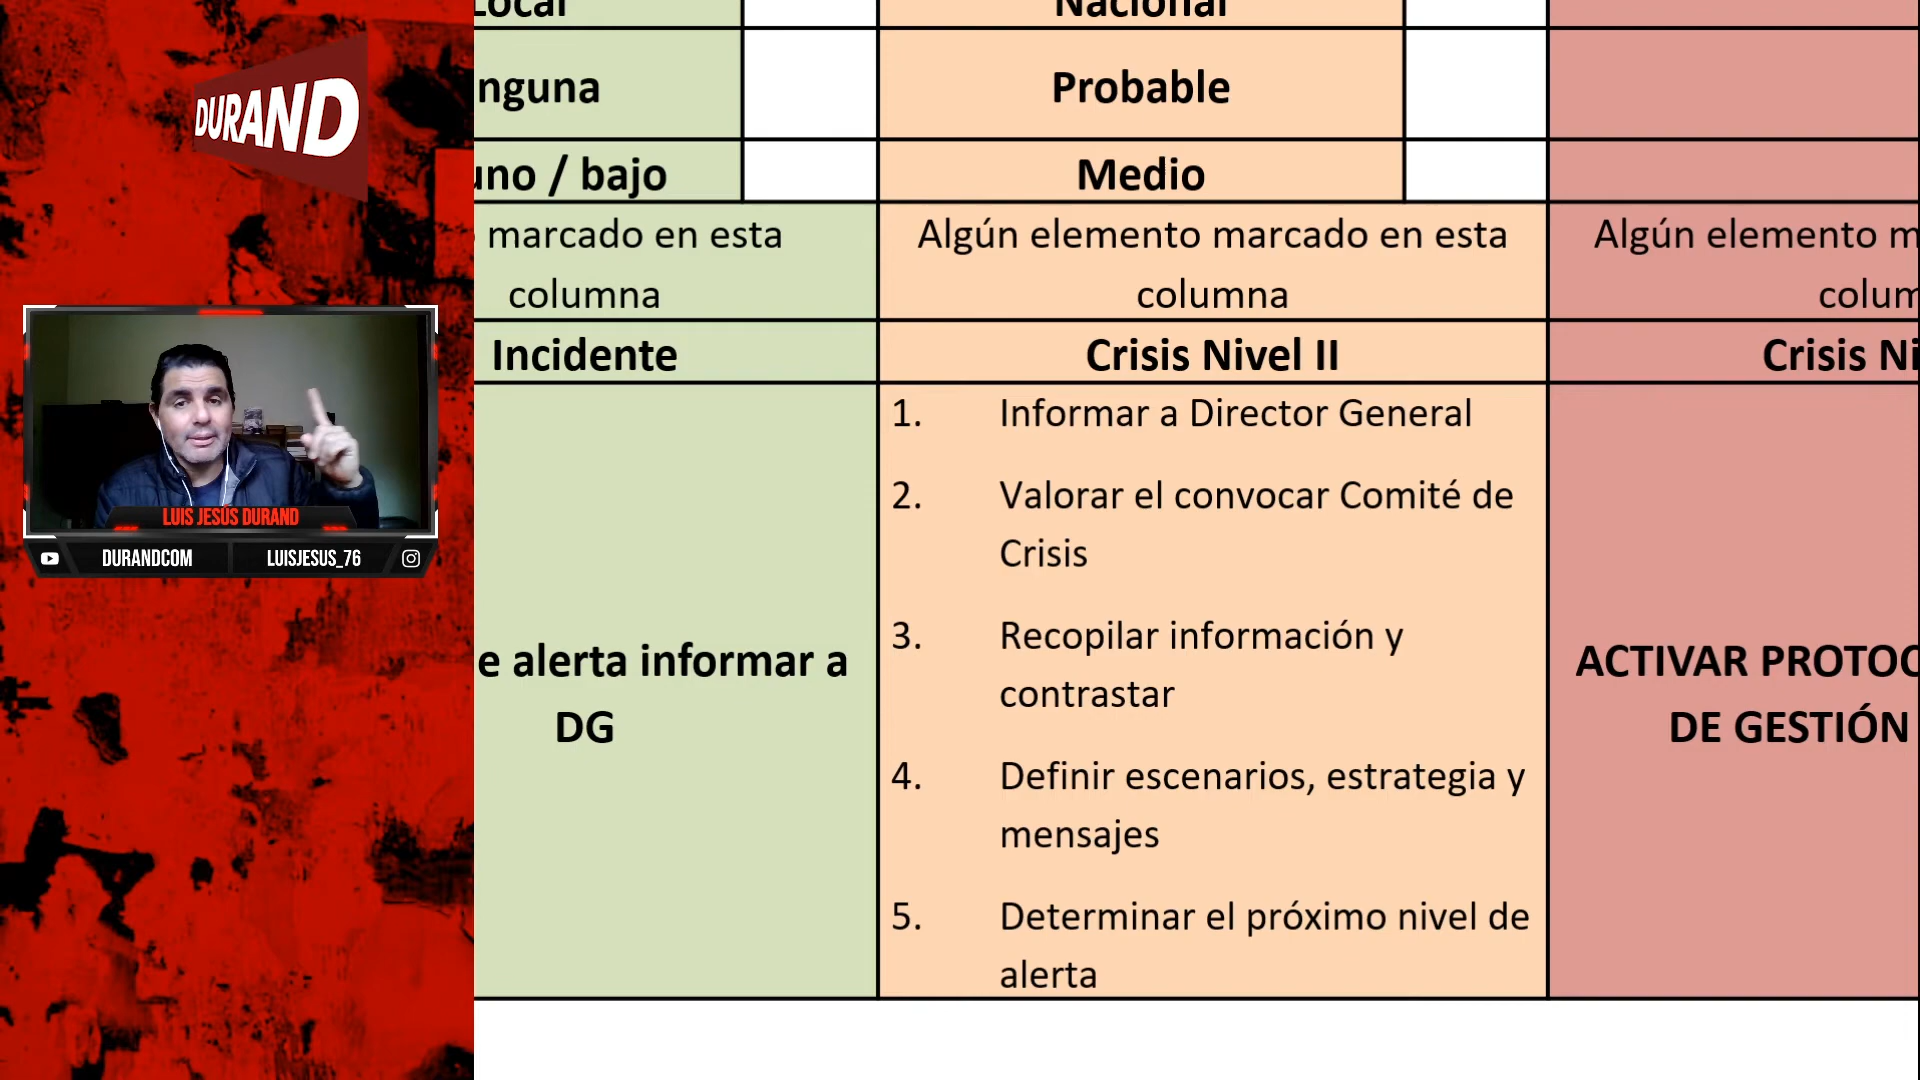 DURAND
LUIS JESÚS DURAND
DURANDCOM
LUISJESUS_76
Local
Nacional
nguna
Probable
uno / bajo
Medio
marcado en esta
columna
Algún elemento marcado en esta
columna
Algún elemento m
colum
Incidente
Crisis Nivel II
Crisis Ni
e alerta informar a
DG
1. Informar a Director General
2. Valorar el convocar Comité de
Crisis
3. Recopilar información y
contrastar
4. Definir escenarios, estrategia y
mensajes
5. Determinar el próximo nivel de
alerta
ACTIVAR PROTOC
DE GESTIÓN